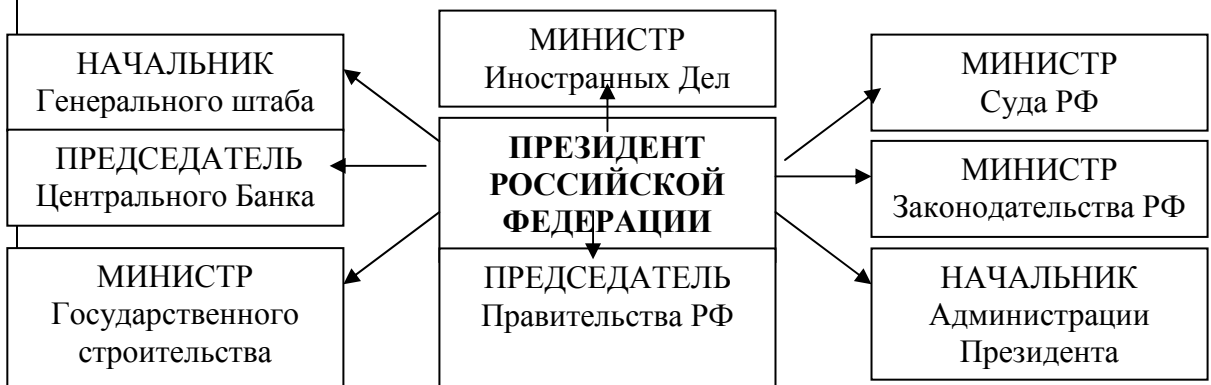 НАЧАЛЬНИК
Генерального штаба
ПРЕДСЕДАТЕЛЬ
Центрального Банка
МИНИСТР
Государственного
строительства
МИНИСТР
Иностранных Дел
ПРЕЗИДЕНТ
РОССИЙСКОЙ
ФЕДЕРАЦИИ
ПРЕДСЕДАТЕЛЬ
Правительства РФ
МИНИСТР
Суда РФ
МИНИСТР
Законодательства РФ
НАЧАЛЬНИК
Администрации
Президента